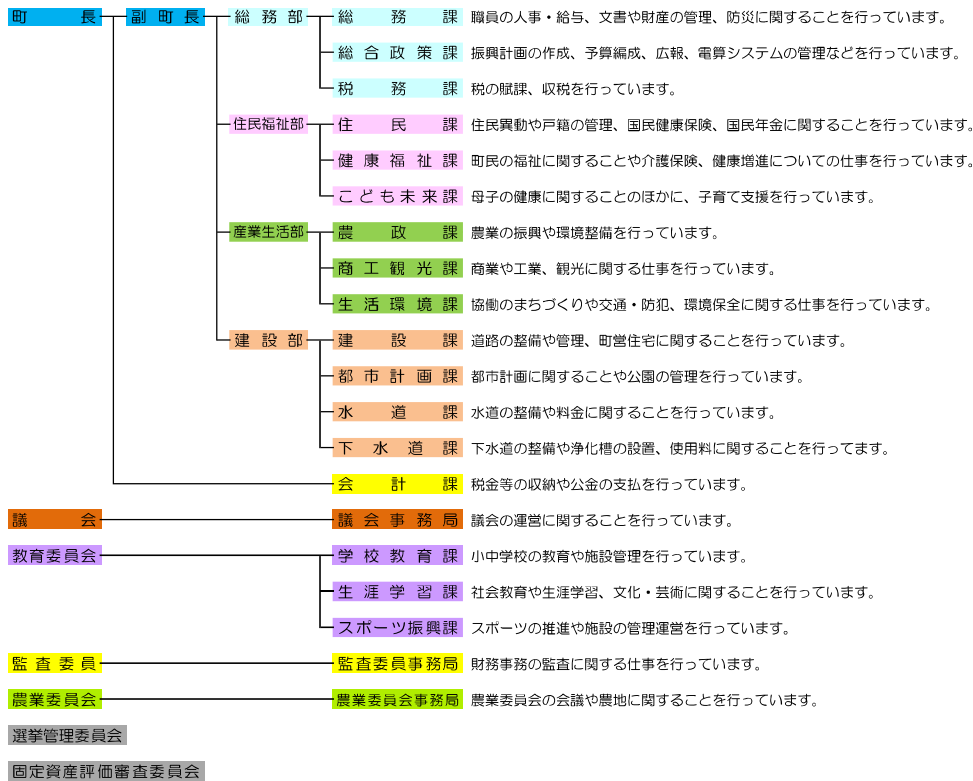 町長 副町長 総務部 総務課 職員の人事・給与、文書や財産の管理、防災に関することを行っています。
総合政策課 振興計画の作成、予算編成、広報、電算システムの管理などを行っています。
税務課 税の賦課、収税を行っています。
住民福祉部 住民課 住民異動や戸籍の管理、国民健康保険、国民年金に関することを行っています。
健康福祉課 町民の福祉に関することや介護保険、健康増進についての仕事を行っています。
こども未来課 母子の健康に関することのほかに、子育て支援を行っています。
産業生活部 農政課 農業の振興や環境整備を行っています。
商工観光課 商業や工業、観光に関する仕事を行っています。
生活環境課 協働のまちづくりや交通・防犯、環境保全に関する仕事を行っています。
建設部 建設課 道路の整備や管理、町営住宅に関することを行っています。
都市計画課 都市計画に関することや公園の管理を行っています。
水道課 水道の整備や料金に関することを行っています。
下水道課 下水道の整備や浄化槽の設置、使用料に関することを行ってます。
会計課 税金等の収納や公金の支払を行っています。
議会 議会事務局 議会の運営に関することを行っています。
教育委員会 学校教育課 小中学校の教育や施設管理を行っています。
生涯学習課 社会教育や生涯学習、文化・芸術に関することを行っています。
スポーツ振興課 スポーツの推進や施設の管理運営を行っています。
監査委員 監査委員事務局 財務事務の監査に関する仕事を行っています。
農業委員会 農業委員会事務局 農業委員会の会議や農地に関することを行っています。
選挙管理委員会
固定資産評価審査委員会